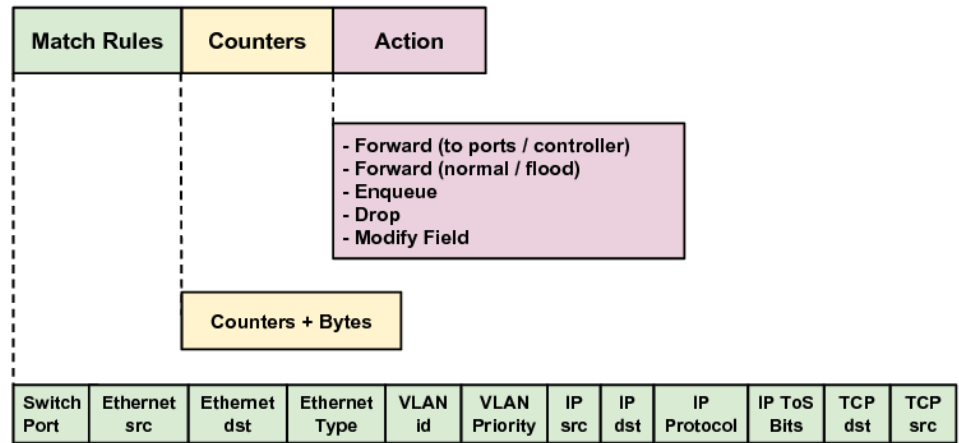 Match Rules
Counters
Action
- Forward (to ports / controller)
- Forward (normal / flood)
- Enqueue
- Drop
- Modify Field
Counters + Bytes
Switch
Port
Ethernet
src
Ethernet
dst
Ethernet
Type
VLAN
id
VLAN
Priority
IP
src
IP
dst
IP
Protocol
IP ToS
Bits
TCP
dst
TCP
src